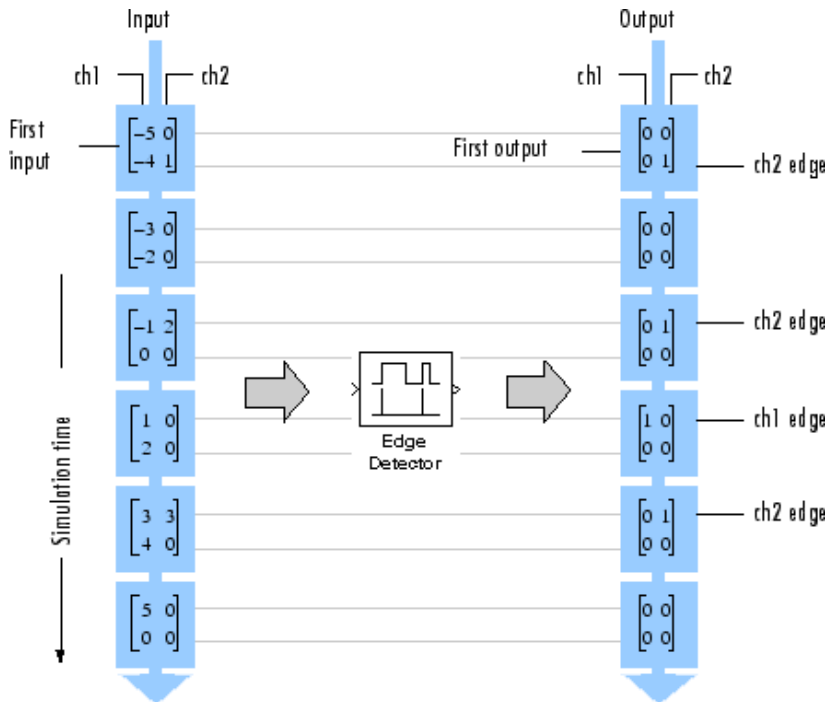 Input
Output
ch1
ch2
ch1
ch2
First
input
-5 0
-4 1
First output
0 0
0 1
ch2 edge
-3 0
-2 0
0 0
0 0
-1 2
0 0
0 1
0 0
ch2 edge
Simulation time
1 0
2 0
Edge
Detector
1 0
0 0
ch1 edge
3 3
4 0
0 1
0 0
ch2 edge
5 0
0 0
0 0
0 0